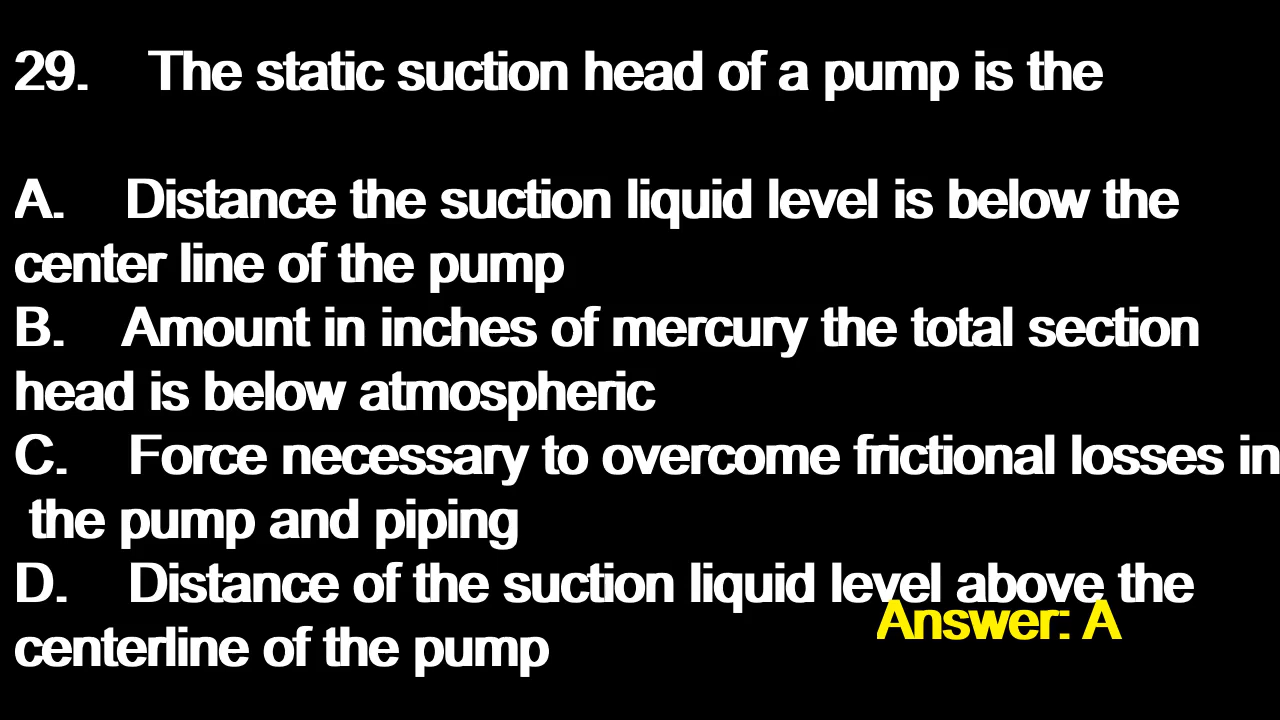 29. The static suction head of a pump is the
A. Distance the suction liquid level is below the
center line of the pump
B. Amount in inches of mercury the total section
head is below atmospheric
C. Force necessary to overcome frictional losses in
the pump and piping
D. Distance of the suction liquid level above the
centerline of the pump
Answer: A